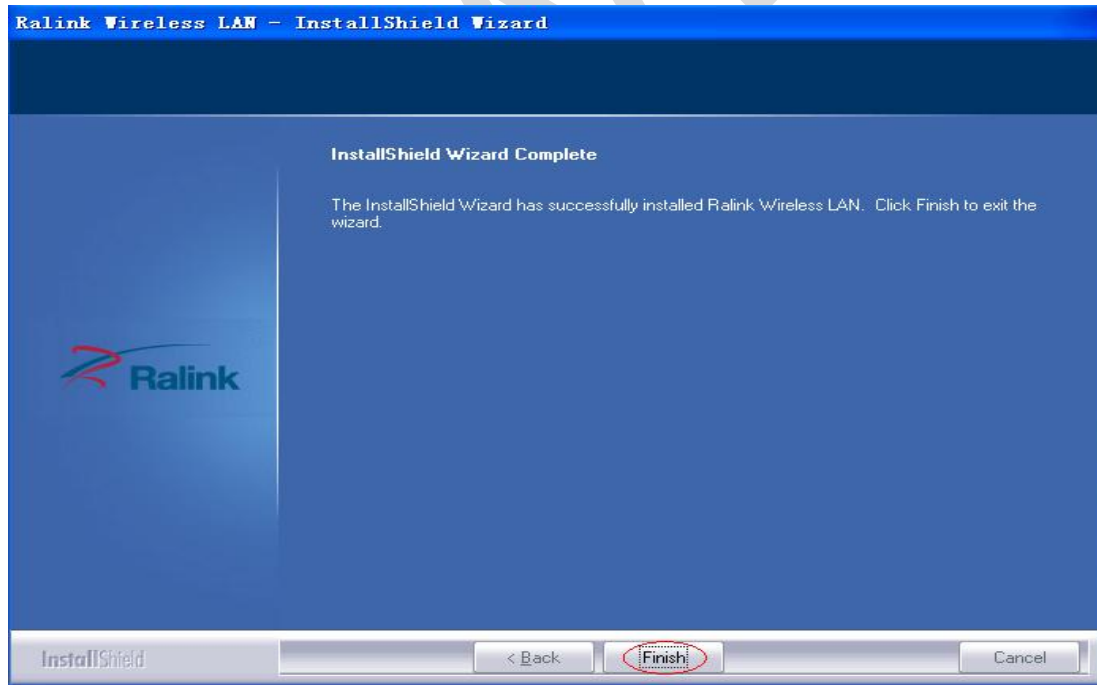 Ralink Wireless LAN - InstallShield Wizard
InstallShield Wizard Complete
The InstallShield Wizard has successfully installed Ralink Wireless LAN. Click Finish to exit the
wizard.
Ralink
InstallShield
< Back
Finish
Cancel